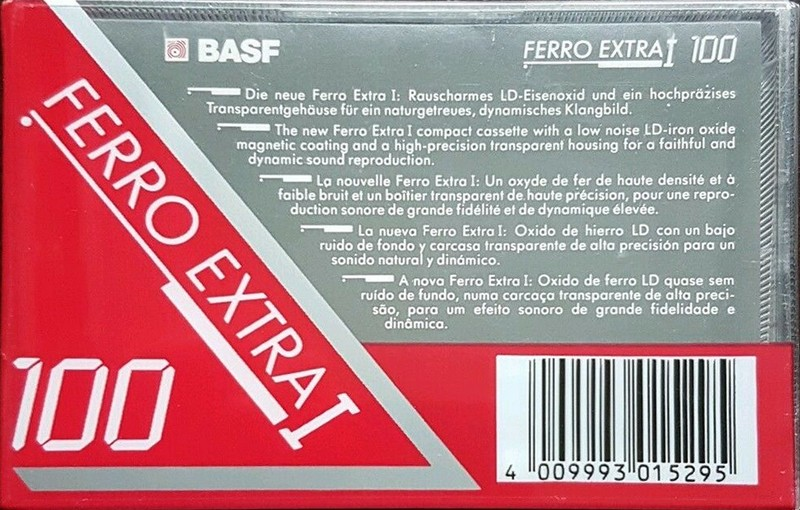 BASF
FERRO EXTRA I 100
Die neue Ferro Extra I: Rauscharmes LD-Eisenoxid und ein hochpräzises
Transparentgehäuse für ein naturgetreues, dynamisches Klangbild.
The new Ferro Extra I compact cassette with a low noise LD-iron oxide
magnetic coating and a high-precision transparent housing for a faithful and
dynamic sound reproduction.
La nouvelle Ferro Extra I: Un oxyde de fer de haute densité et à
faible bruit et un boîtier transparent de haute précision, pour une repro-
duction sonore de grande fidélité et de dynamique élevée.
La nueva Ferro Extra I: Oxido de hierro LD con un bajo
ruido de fondo y carcasa transparente de alta precisión para un
sonido natural y dinámico.
A nova Ferro Extra I: Oxido de ferro LD quase sem
ruído de fundo, numa carcaça transparente de alta preci-
são, para um efeito sonoro de grande fidelidade e
dinâmica.
FERRO EXTRA I
100
4 009993 015295